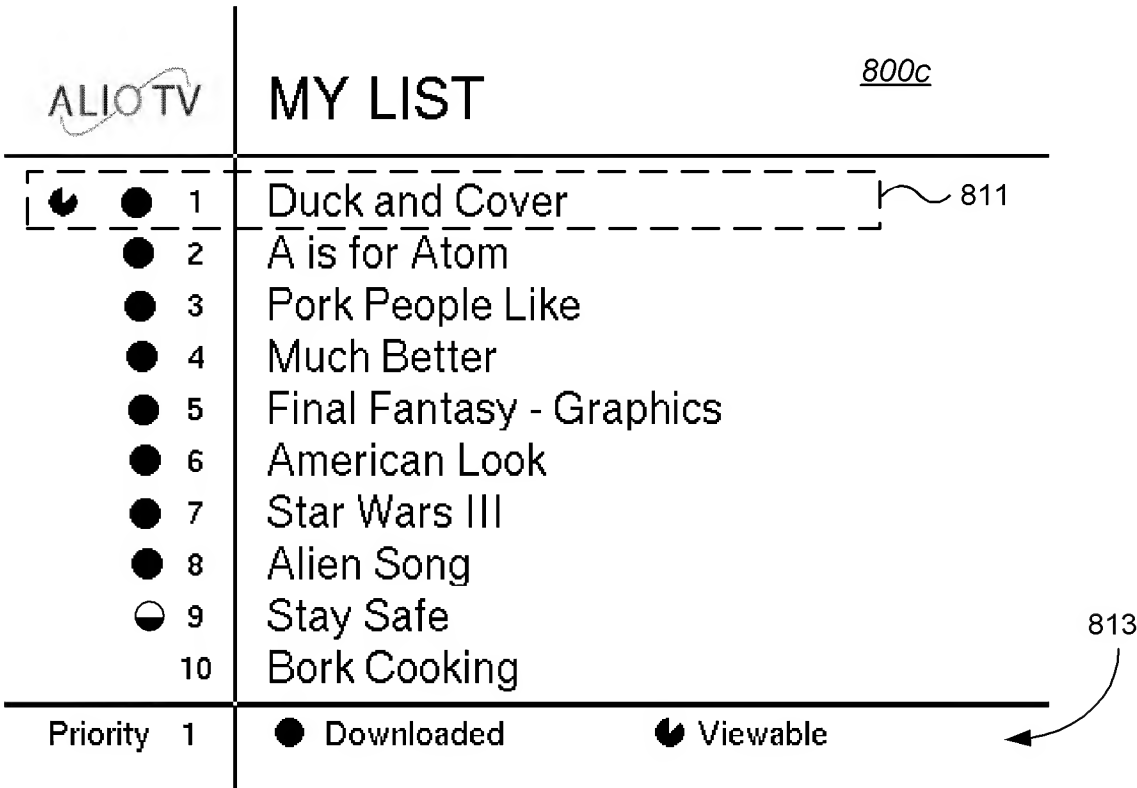 ALIO TV MY LIST 800c
1 Duck and Cover 811
2 A is for Atom
3 Pork People Like
4 Much Better
5 Final Fantasy - Graphics
6 American Look
7 Star Wars III
8 Alien Song
9 Stay Safe
10 Bork Cooking
813
Priority 1 Downloaded Viewable